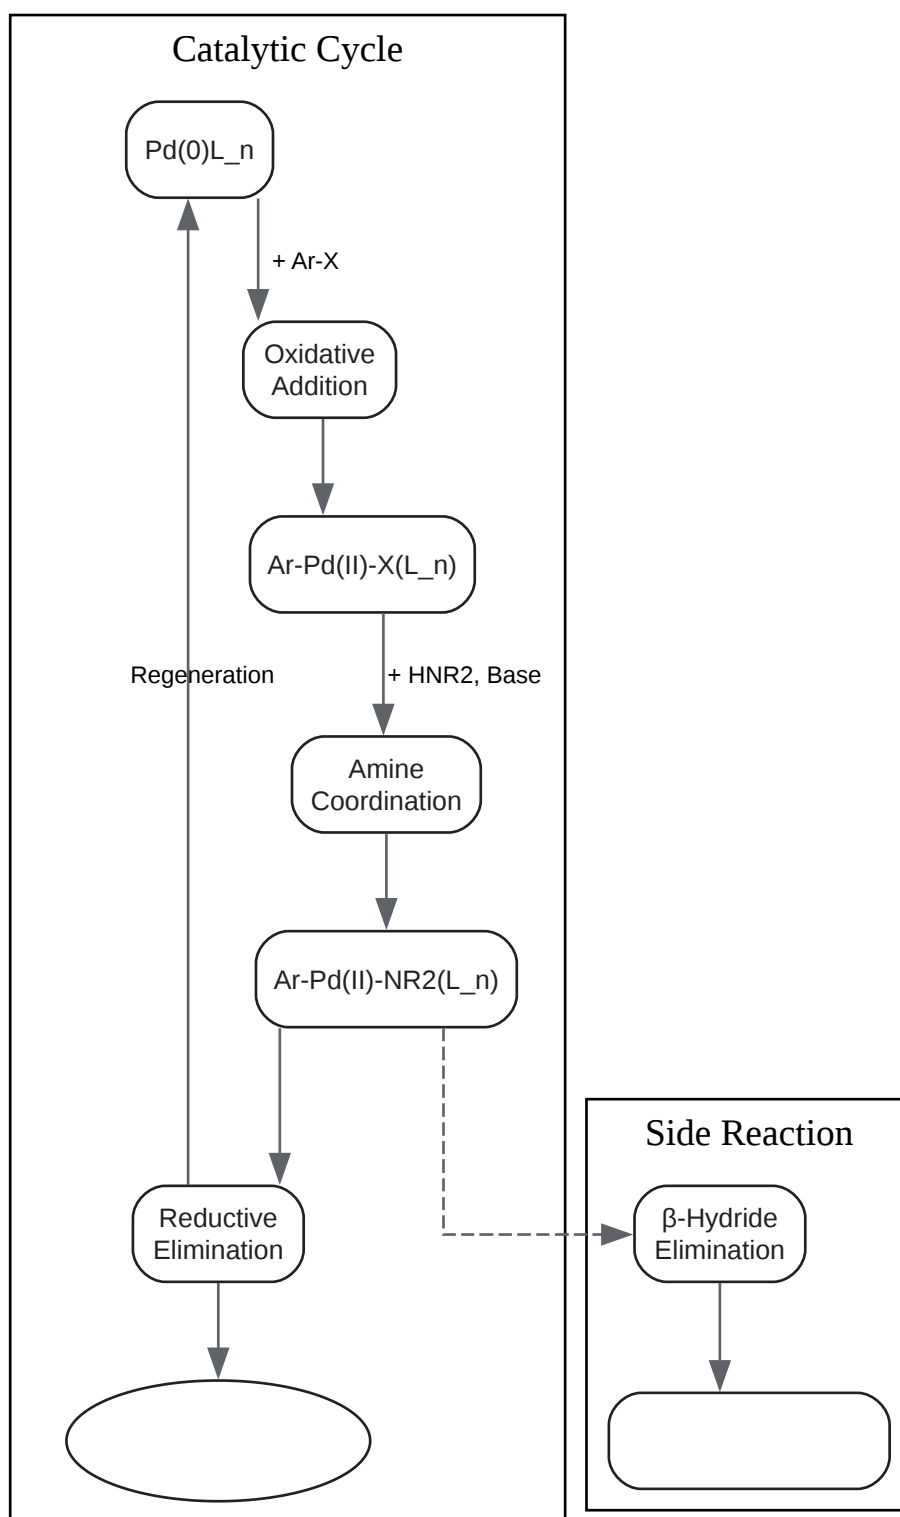 Catalytic Cycle
Pd(0)L_n
+ Ar-X
Oxidative
Addition
Ar-Pd(II)-X(L_n)
Regeneration
+ HNR2, Base
Amine
Coordination
Ar-Pd(II)-NR2(L_n)
Reductive
Elimination
Side Reaction
β-Hydride
Elimination